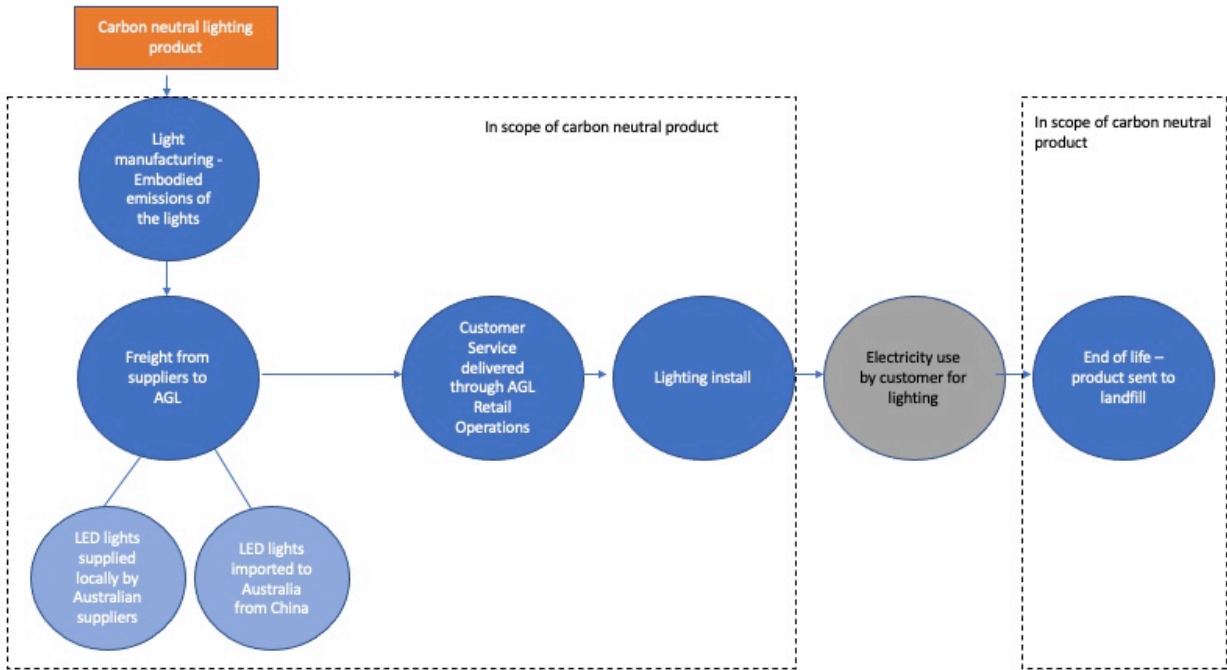 Carbon neutral lighting
product
In scope of carbon neutral product
In scope of carbon neutral
product
Light
manufacturing -
Embodied
emissions of
the lights
Freight from
suppliers to
AGL
Customer
Service
delivered
through AGL
Retail
Operations
Lighting install
Electricity use
by customer for
lighting
End of life –
product sent to
landfill
LED lights
supplied
locally by
Australian
suppliers
LED lights
imported to
Australia
from China